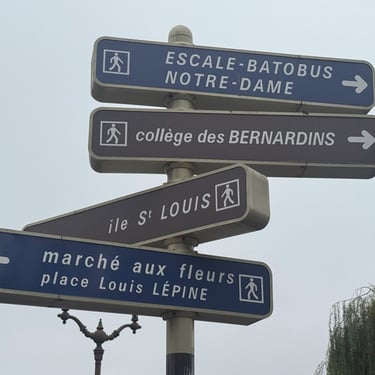 ESCALE-BATOBUS
NOTRE-DAME
collège des BERNARDINS
île St LOUIS
marché aux fleurs
place Louis LÉPINE